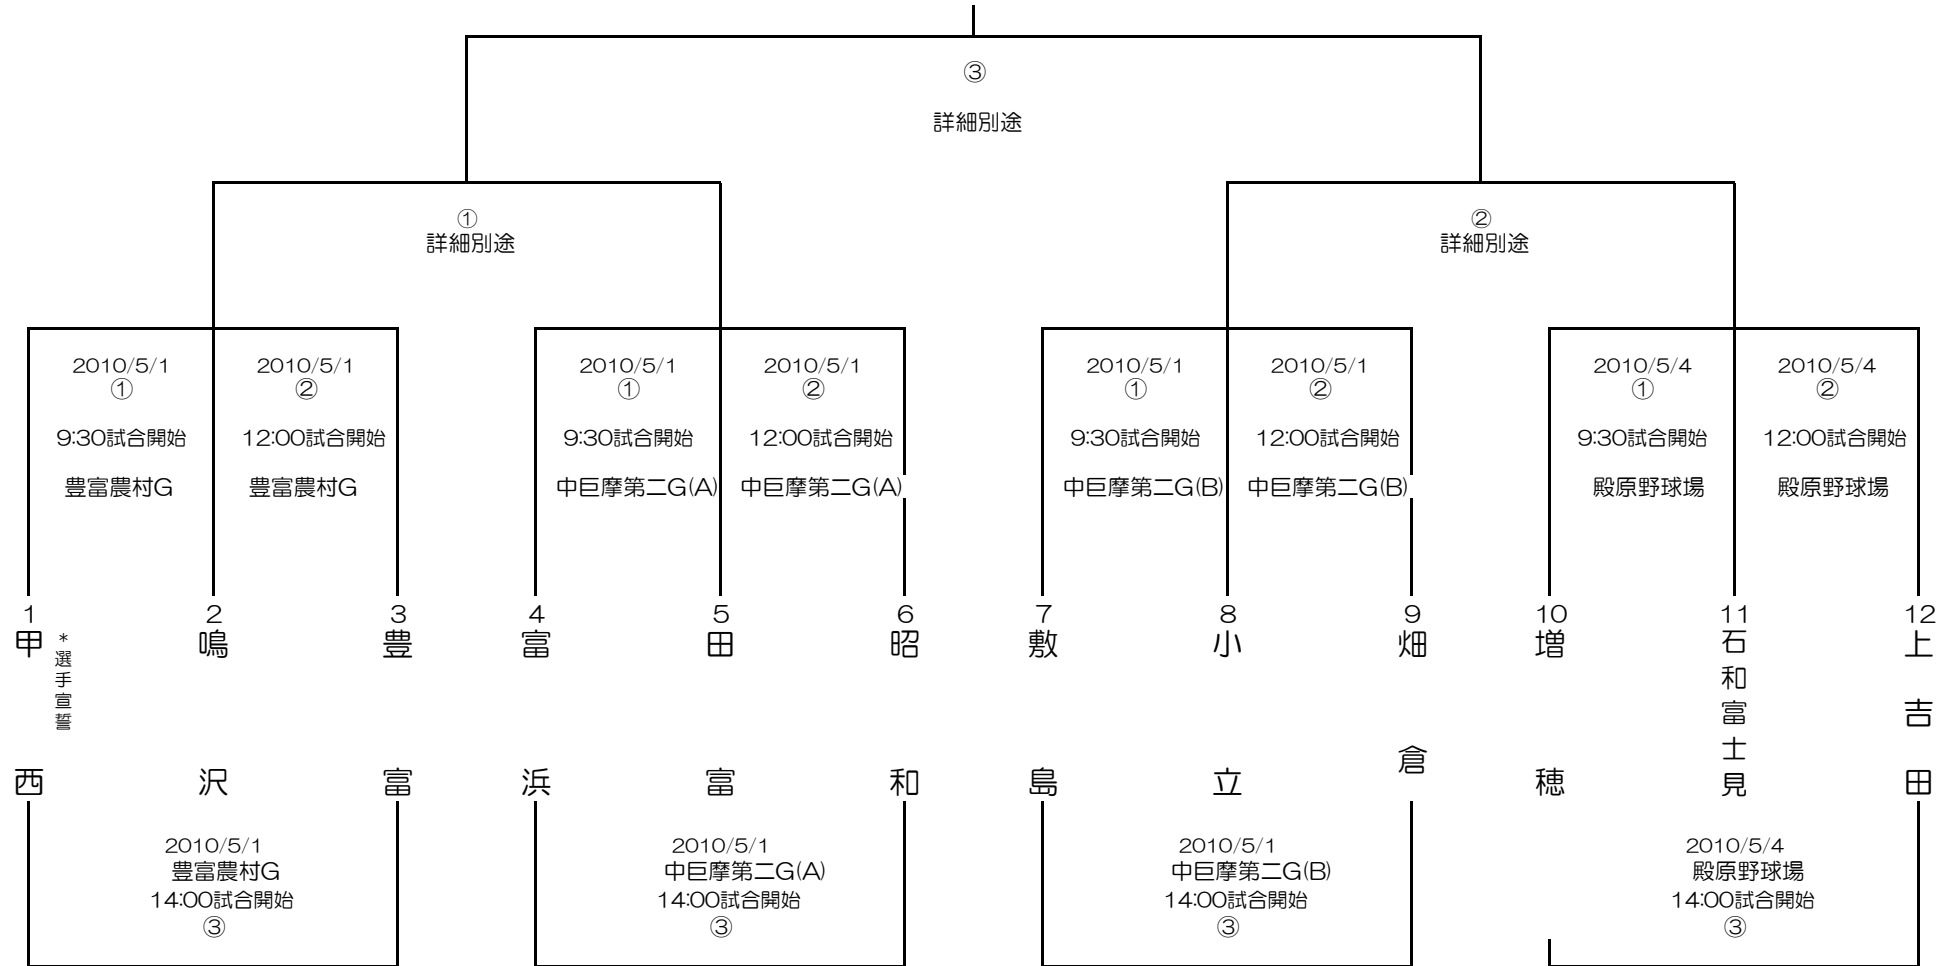 ③
詳細別途
①
詳細別途
②
詳細別途
2010/5/1
①
9:30試合開始
豊富農村G
2010/5/1
②
12:00試合開始
豊富農村G
2010/5/1
①
9:30試合開始
中巨摩第二G(A)
2010/5/1
②
12:00試合開始
中巨摩第二G(A)
2010/5/1
①
9:30試合開始
中巨摩第二G(B)
2010/5/1
②
12:00試合開始
中巨摩第二G(B)
2010/5/4
①
9:30試合開始
殿原野球場
2010/5/4
②
12:00試合開始
殿原野球場
1
甲西
*選手宣誓
2
鳴沢
3
豊富
4
富浜
5
田富
6
昭和
7
敷島
8
小立
9
畑倉
10
増穂
11
石和富士見
12
上吉田
2010/5/1
豊富農村G
14:00試合開始
③
2010/5/1
中巨摩第二G(A)
14:00試合開始
③
2010/5/1
中巨摩第二G(B)
14:00試合開始
③
2010/5/4
殿原野球場
14:00試合開始
③